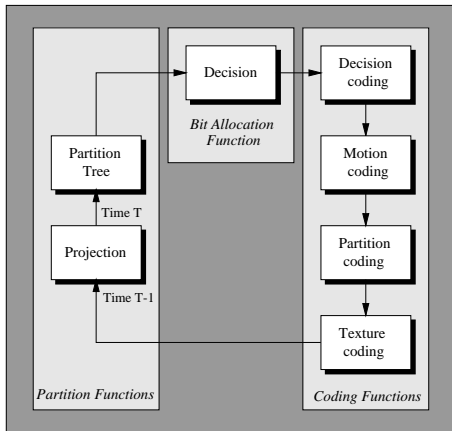 Decision
Bit Allocation
Function
Decision
coding
Partition
Tree
Motion
coding
Time T
Projection
Partition
coding
Time T-1
Texture
coding
Partition Functions
Coding Functions